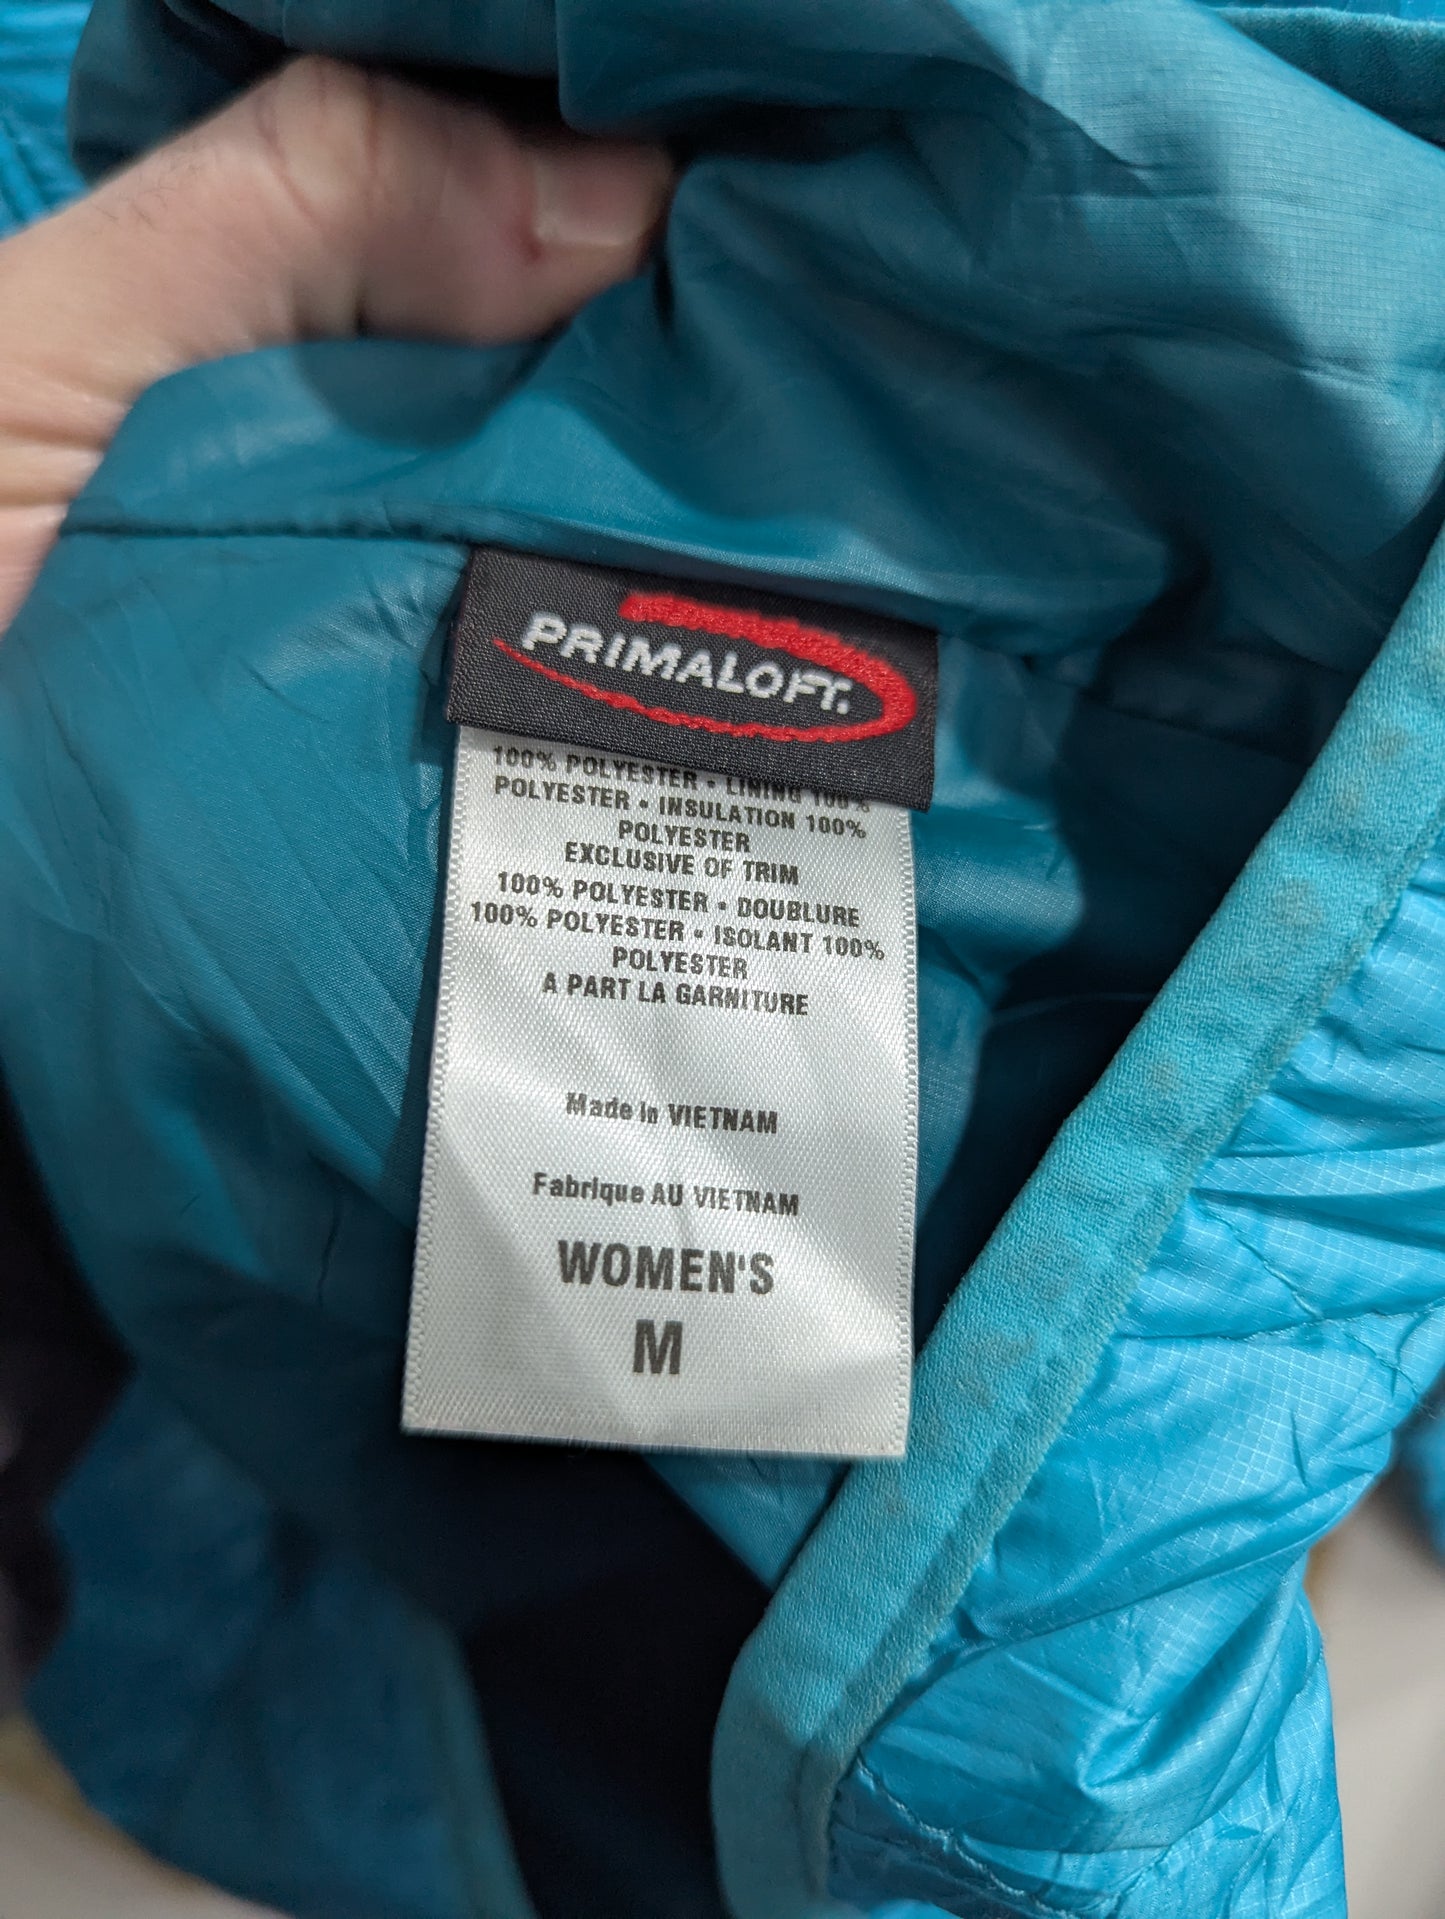 PRIMALOFT.
100% POLYESTER • LINING 100%
POLYESTER • INSULATION 100%
POLYESTER
EXCLUSIVE OF TRIM
100% POLYESTER • DOUBLURE
100% POLYESTER • ISOLANT 100%
POLYESTER
A PART LA GARNITURE
Made in VIETNAM
Fabrique AU VIETNAM
WOMEN'S
M